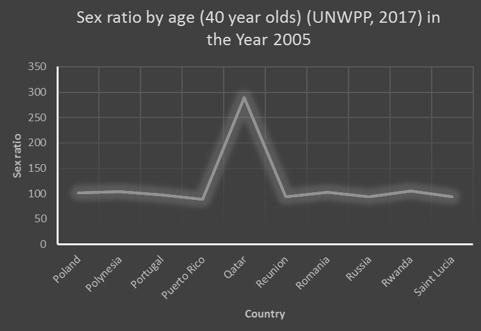 Sex ratio by age (40 year olds) (UNWPP, 2017) in
the Year 2005
350
300
250
200
150
100
50
0
Sex ratio
Poland
Polynesia
Portugal
Puerto Rico
Qatar
Reunion
Romania
Russia
Rwanda
Saint Lucia
Country